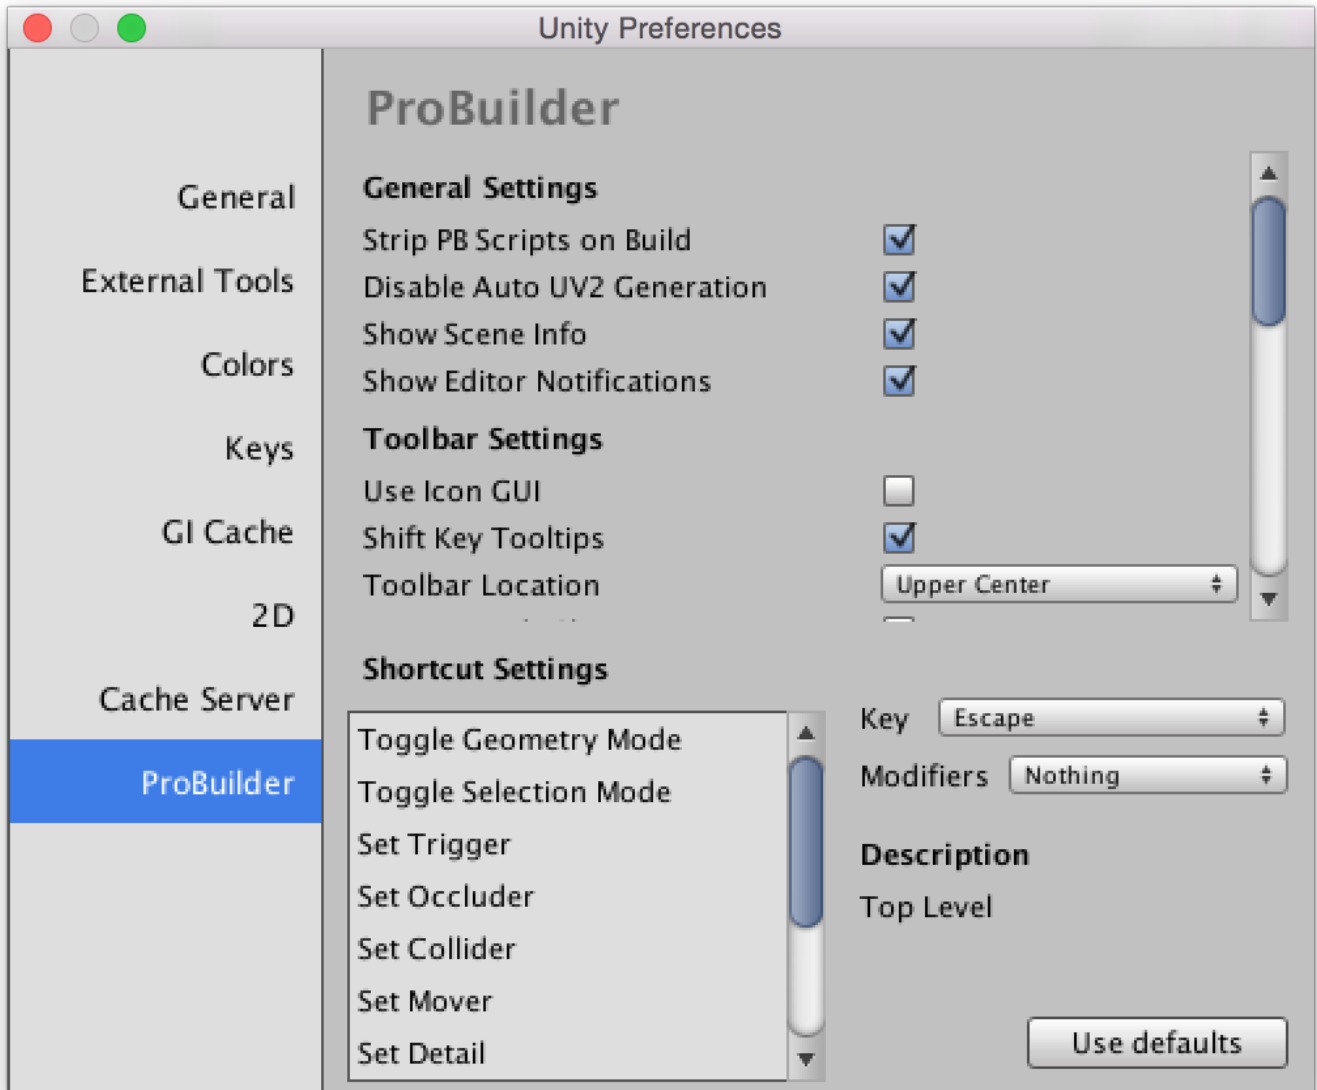 Unity Preferences
General
External Tools
Colors
Keys
GI Cache
2D
Cache Server
ProBuilder
ProBuilder
General Settings
Strip PB Scripts on Build
Disable Auto UV2 Generation
Show Scene Info
Show Editor Notifications
Toolbar Settings
Use Icon GUI
Shift Key Tooltips
Toolbar Location Upper Center
Shortcut Settings
Toggle Geometry Mode
Toggle Selection Mode
Set Trigger
Set Occluder
Set Collider
Set Mover
Set Detail
Key Escape
Modifiers Nothing
Description
Top Level
Use defaults